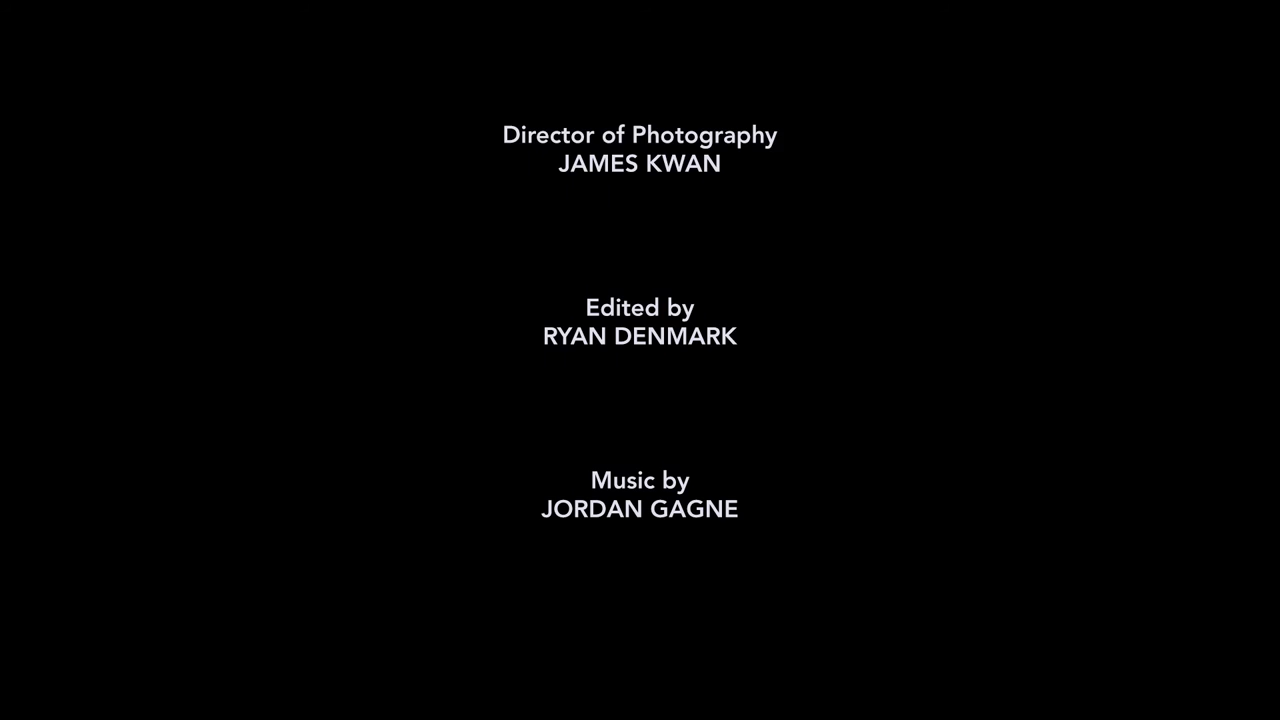 Director of Photography
JAMES KWAN
Edited by
RYAN DENMARK
Music by
JORDAN GAGNE